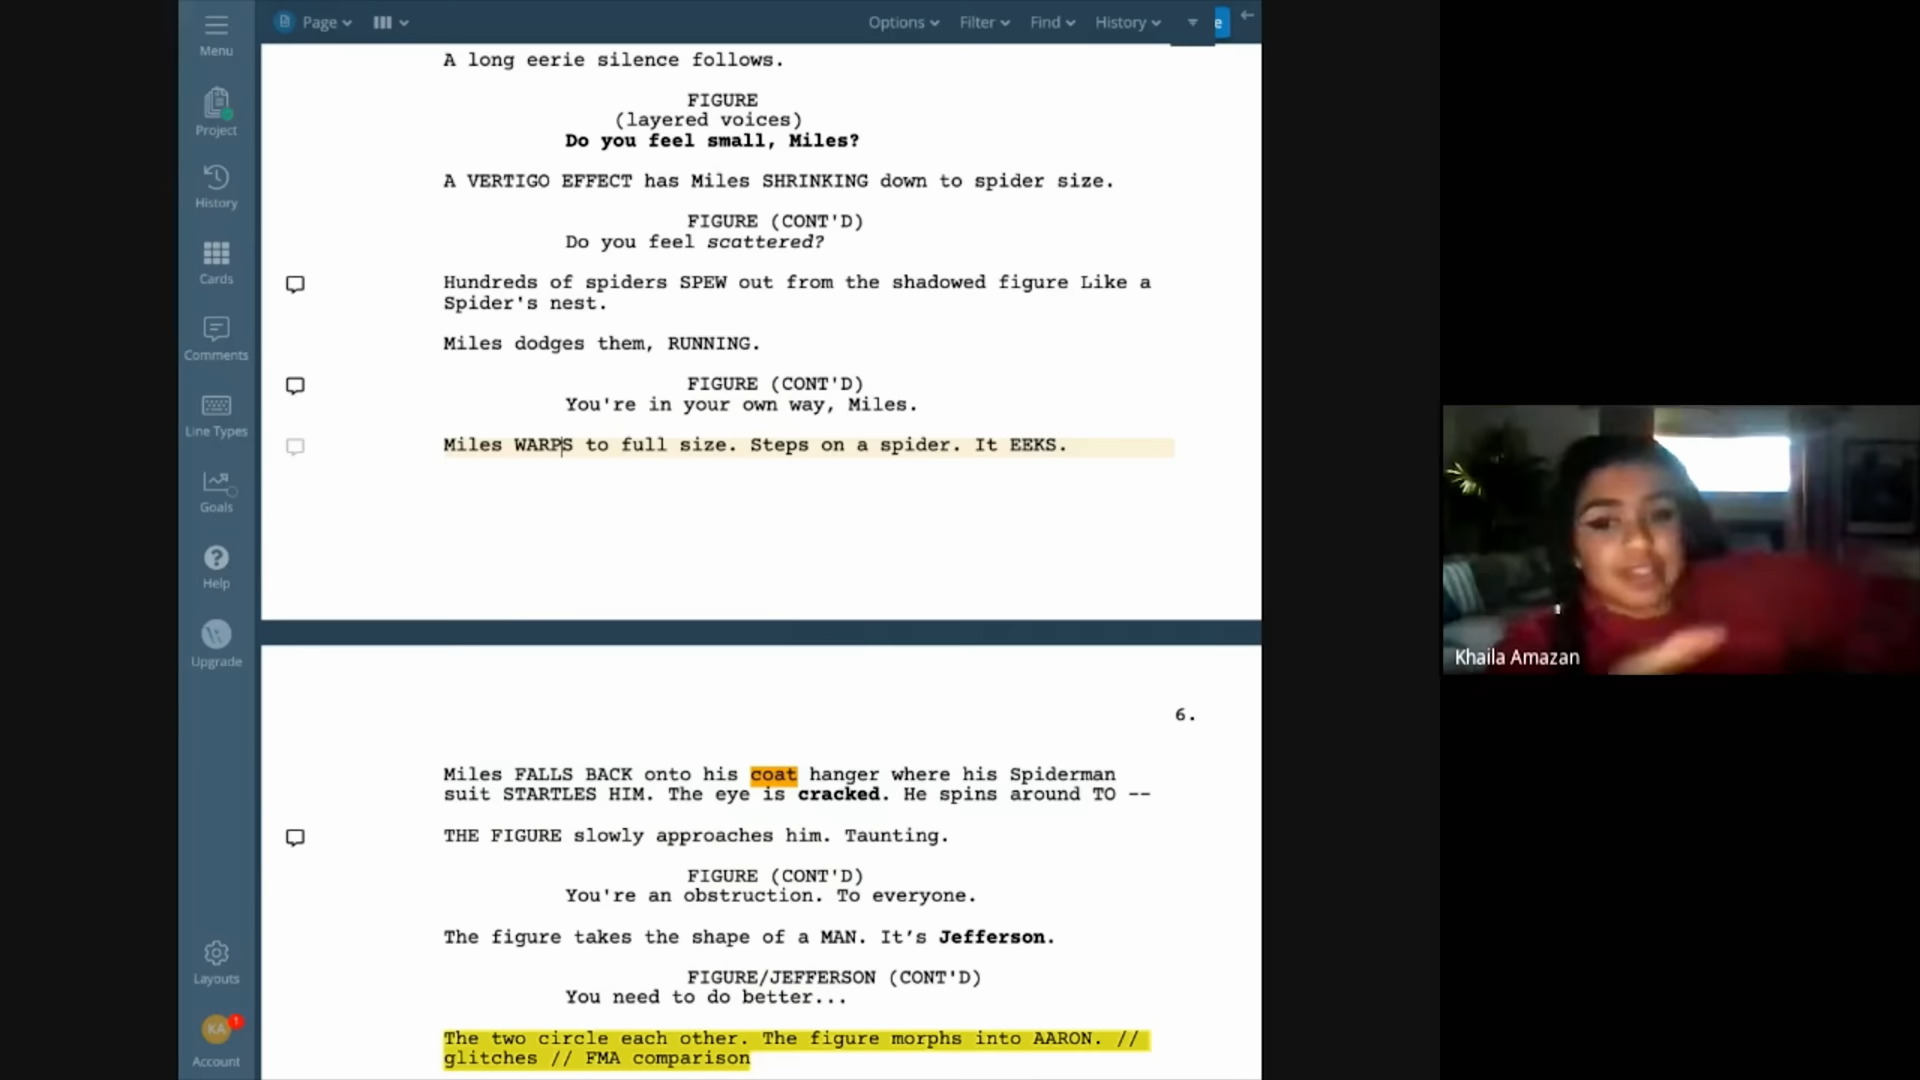 Menu
Project
History
Cards
Comments
Line Types
Goals
Help
Upgrade
Layouts
KA
1
Account
Page
Options
Filter
Find
History
e
A long eerie silence follows.
FIGURE
(layered voices)
Do you feel small, Miles?
A VERTIGO EFFECT has Miles SHRINKING down to spider size.
FIGURE (CONT'D)
Do you feel scattered?
Hundreds of spiders SPEW out from the shadowed figure Like a
Spider's nest.
Miles dodges them, RUNNING.
FIGURE (CONT'D)
You're in your own way, Miles.
Miles WARPS to full size. Steps on a spider. It EEKS.
6.
Miles FALLS BACK onto his coat hanger where his Spiderman
suit STARTLES HIM. The eye is cracked. He spins around TO --
THE FIGURE slowly approaches him. Taunting.
FIGURE (CONT'D)
You're an obstruction. To everyone.
The figure takes the shape of a MAN. It’s Jefferson.
FIGURE/JEFFERSON (CONT'D)
You need to do better...
The two circle each other. The figure morphs into AARON. //
glitches // FMA comparison
Khaila Amazan